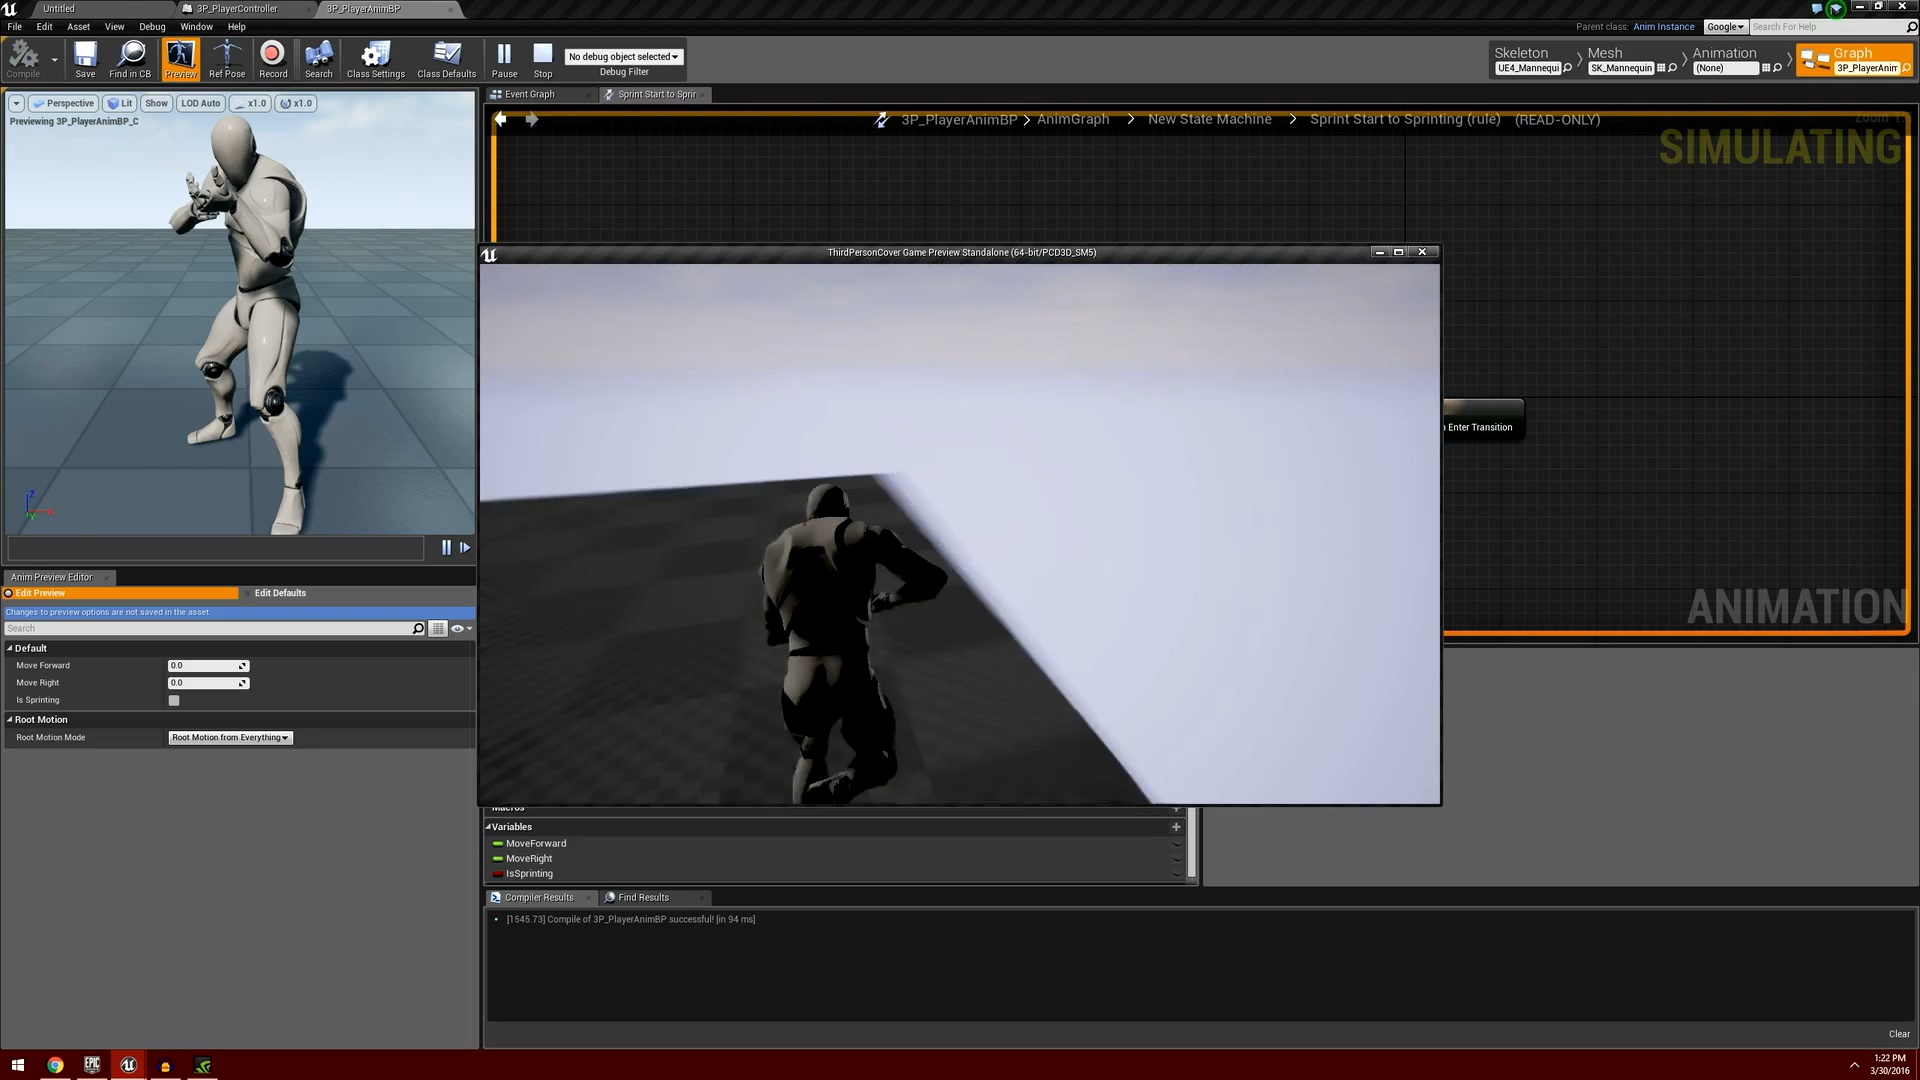 Untitled
3P_PlayerController
3P_PlayerAnimBP
File Edit Asset View Debug Window Help
Parent class: Anim Instance
Google
Search For Help
Compile
Save
Find in CB
Preview
Ref Pose
Record
Search
Class Settings
Class Defaults
Pause
Stop
No debug object selected
Debug Filter
Skeleton
UE4_Mannequi
Mesh
SK_Mannequin
Animation
(None)
Graph
3P_PlayerAnim
Perspective
Lit
Show
LOD Auto
x1.0
x1.0
Previewing 3P_PlayerAnimBP_C
Z
X
Y
Event Graph
Sprint Start to Sprir
3P_PlayerAnimBP > AnimGraph > New State Machine > Sprint Start to Sprinting (rule) (READ-ONLY)
SIMULATING
ThirdPersonCover Game Preview Standalone (64-bit/PCD3D_SM5)
n Enter Transition
ANIMATION
Anim Preview Editor
Edit Preview
Edit Defaults
Changes to preview options are not saved in the asset.
Search
Default
Move Forward 0.0
Move Right 0.0
Is Sprinting
Root Motion
Root Motion Mode Root Motion from Everything
Macros
Variables
MoveForward
MoveRight
IsSprinting
Compiler Results
Find Results
[1545.73] Compile of 3P_PlayerAnimBP successful! [in 94 ms]
Clear
EPIC
1:22 PM
3/30/2016